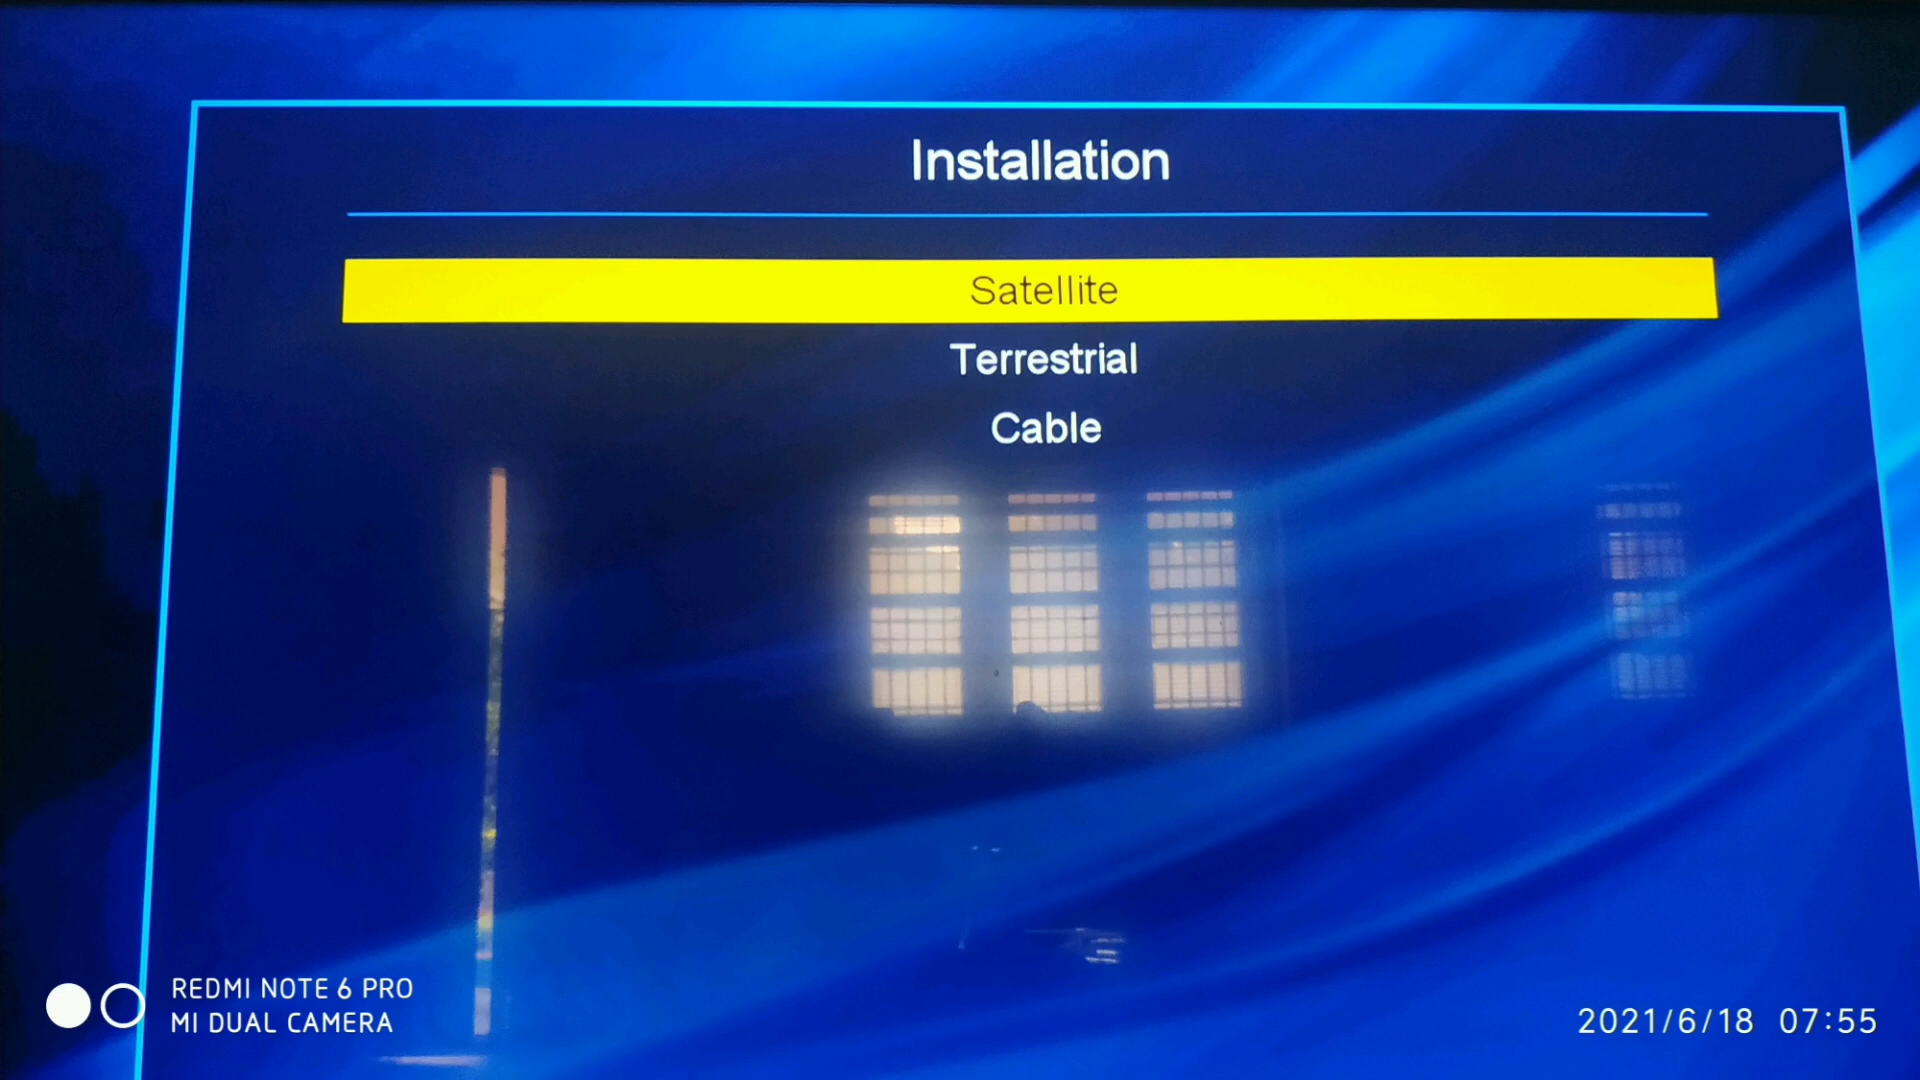 Installation
Satellite
Terrestrial
Cable
REDMI NOTE 6 PRO
MI DUAL CAMERA
2021/6/18 07:55